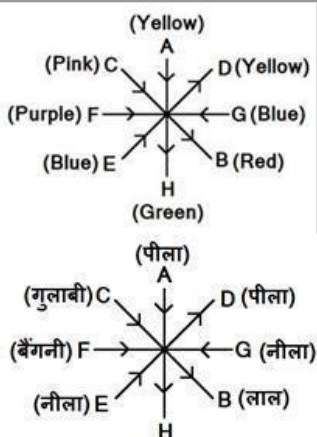 (Yellow)
A
(Pink) C D (Yellow)
(Purple) F G (Blue)
(Blue) E B (Red)
H
(Green)
(पीला)
A
(गुलाबी) C D (पीला)
(बैंगनी) F G (नीला)
(नीला) E B (लाल)
H